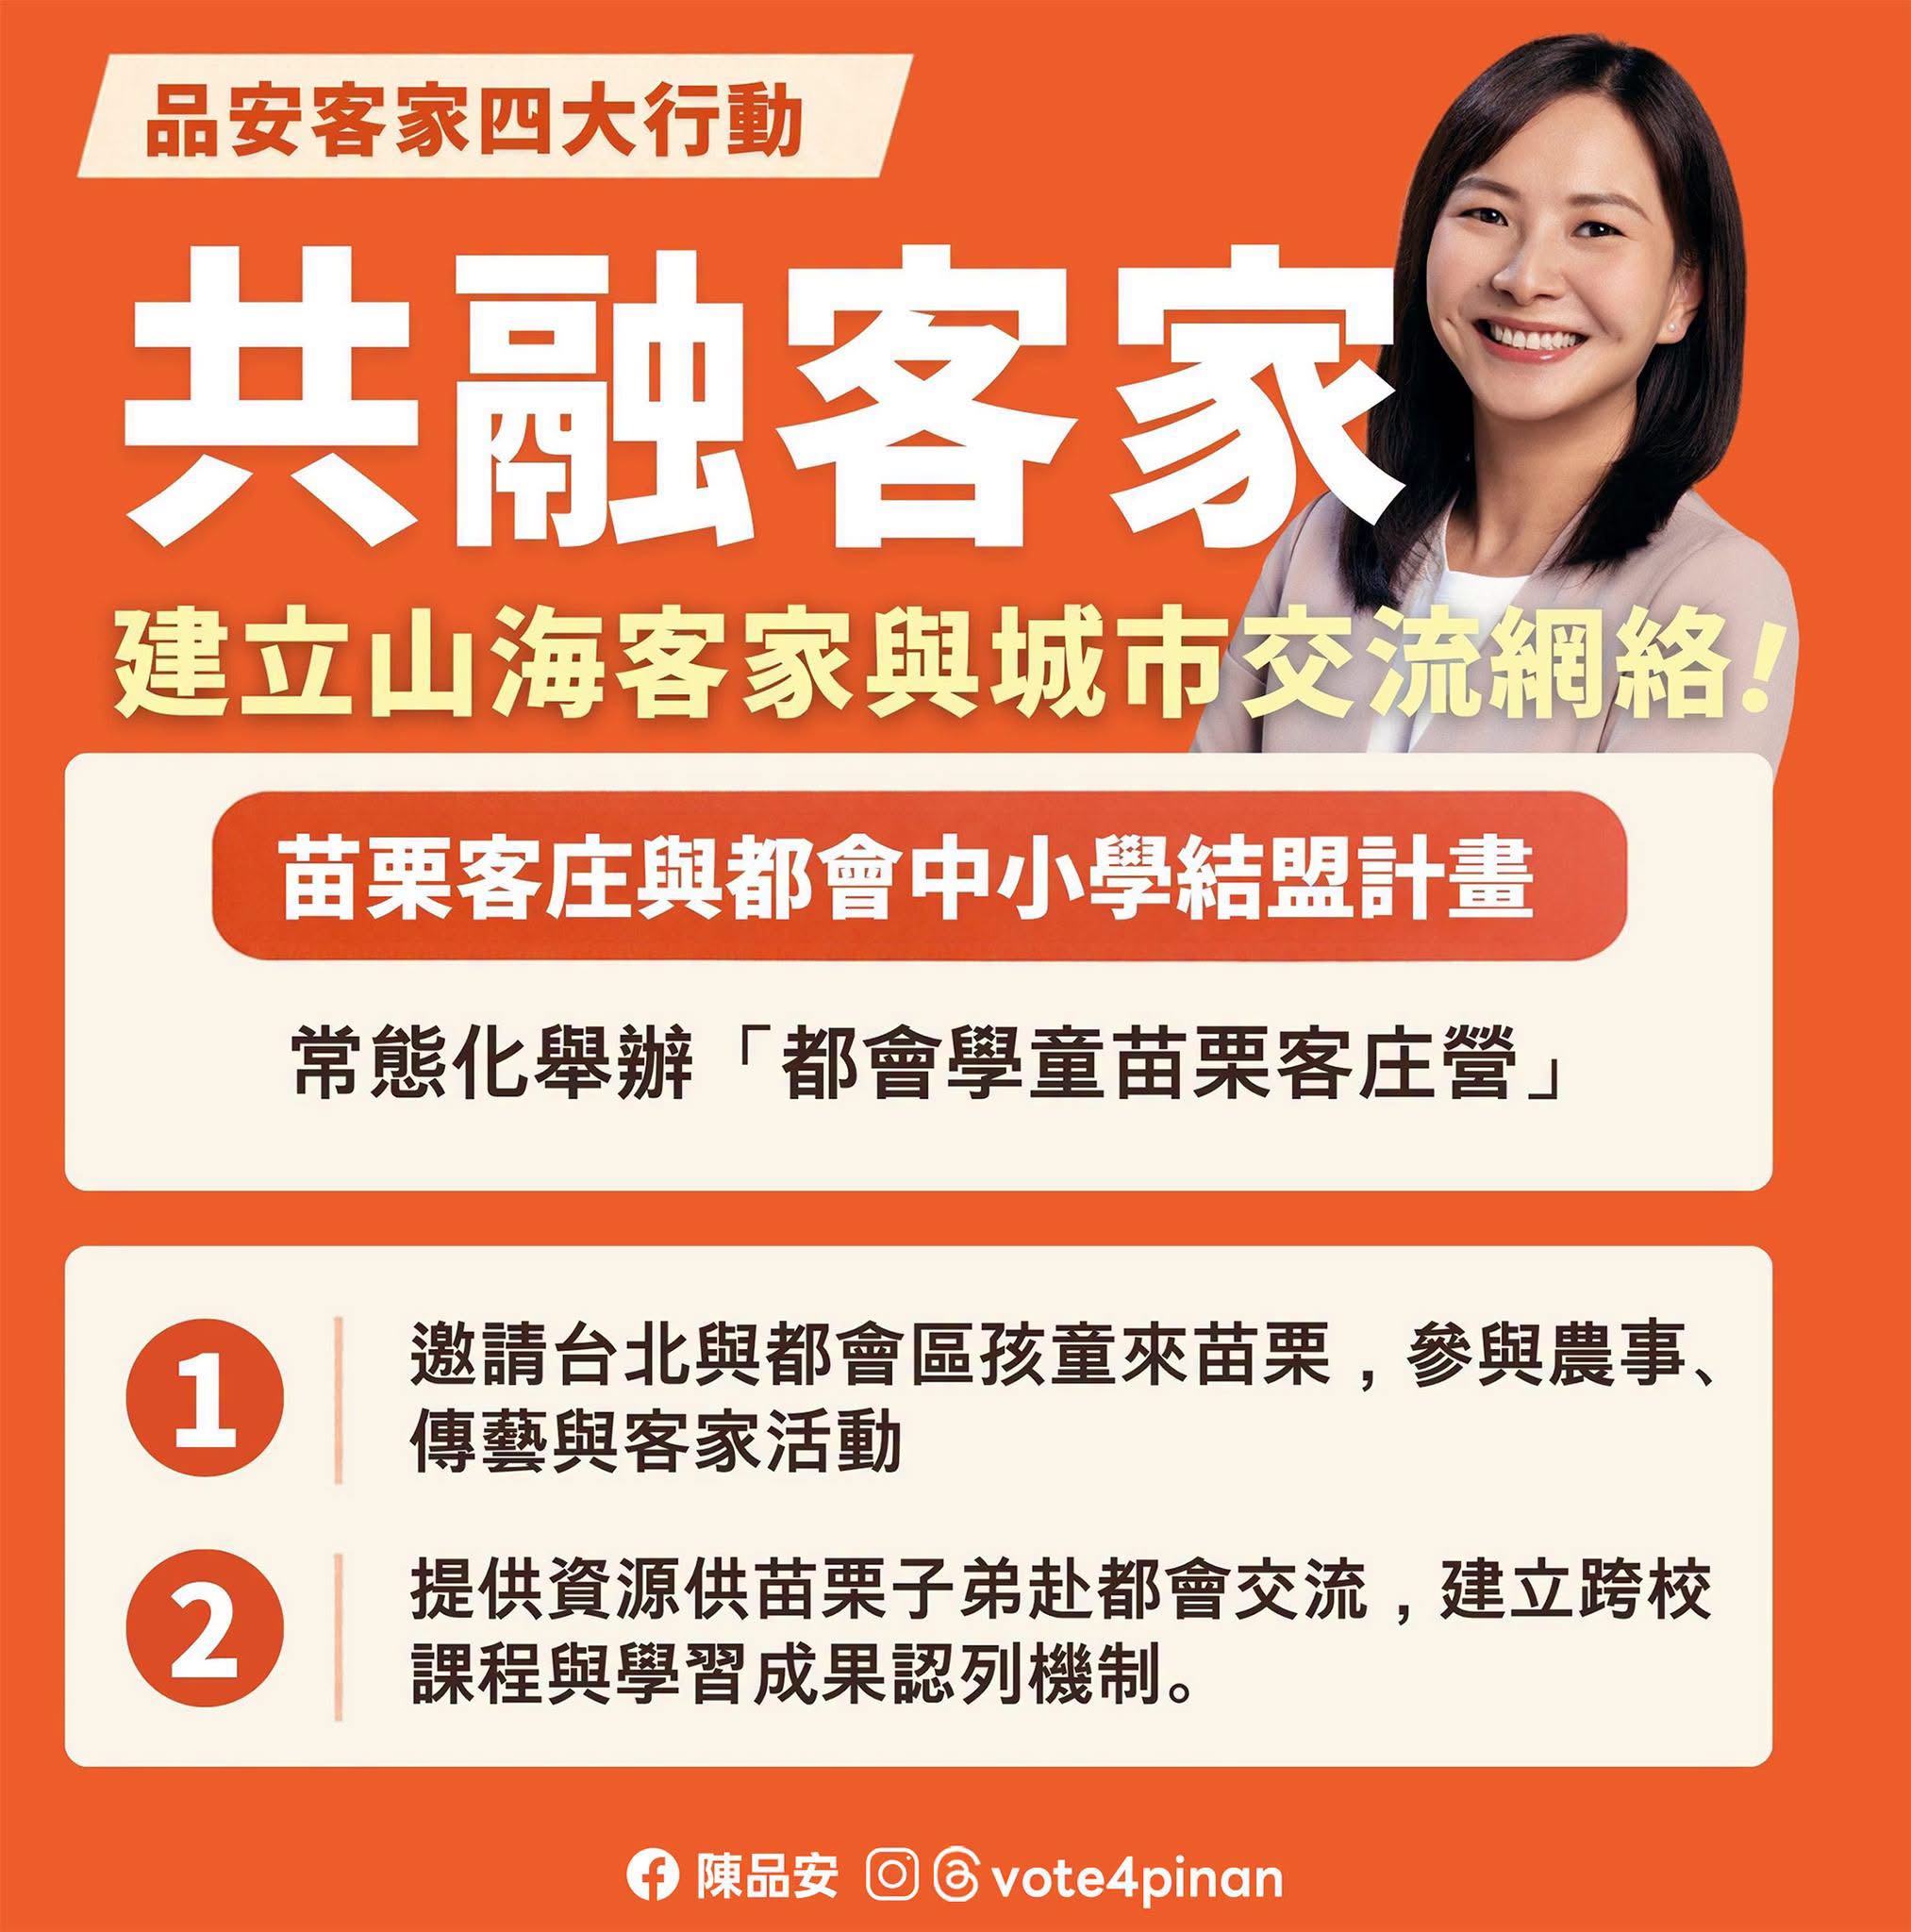 品安客家四大行動
共融客家
建立山海客家與城市交流網絡！
苗栗客庄與都會中小學結盟計畫
常態化舉辦「都會學童苗栗客庄營」
1
邀請台北與都會區孩童來苗栗，參與農事、
傳藝與客家活動
2
提供資源供苗栗子弟赴都會交流，建立跨校
課程與學習成果認列機制。
陳品安 vote4pinan